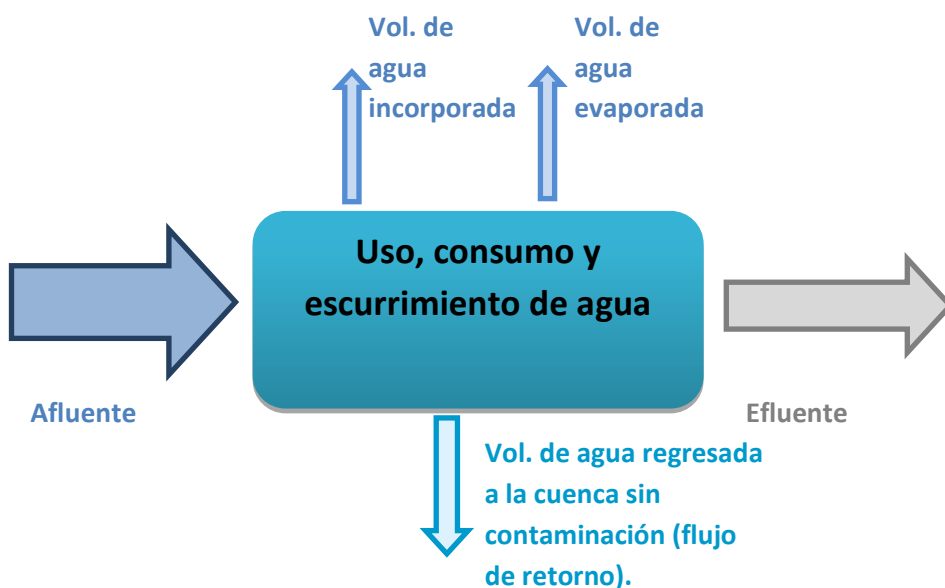 Vol. de
agua
incorporada
Vol. de
agua
evaporada
Uso, consumo y
escurrimiento de agua
Afluente
Efluente
Vol. de agua regresada
a la cuenca sin
contaminación (flujo
de retorno).